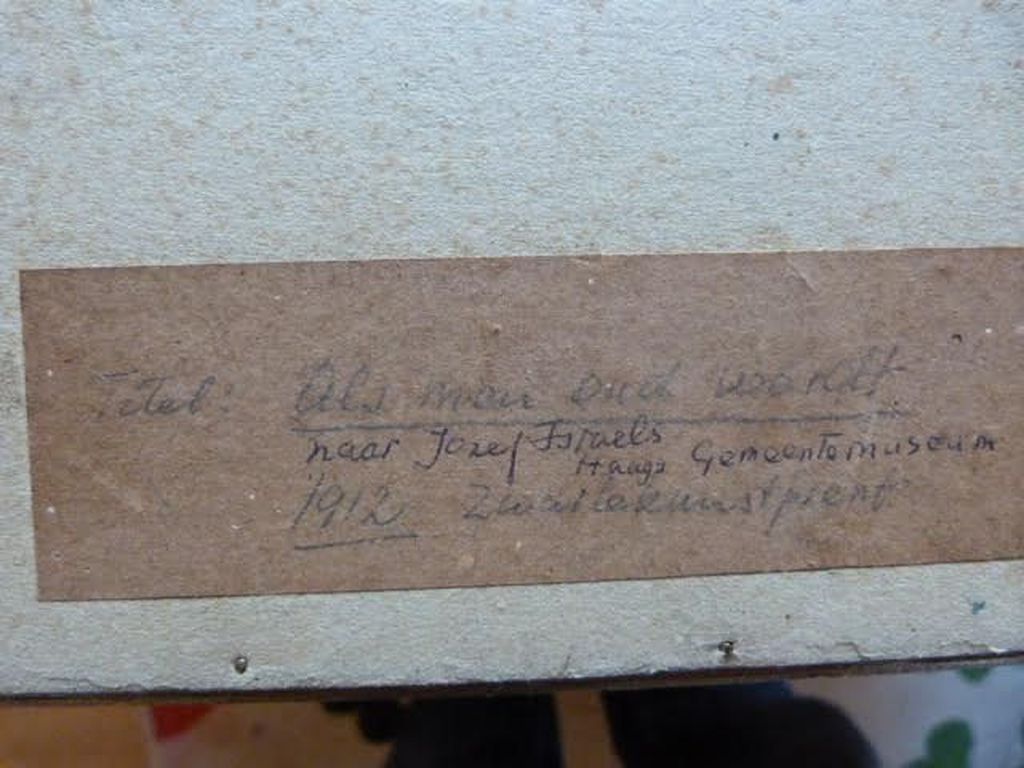 Titel: Als men oud wordt
naar Jozef Israels
Haags Gemeentemuseum
1912 Zwartekunstprent